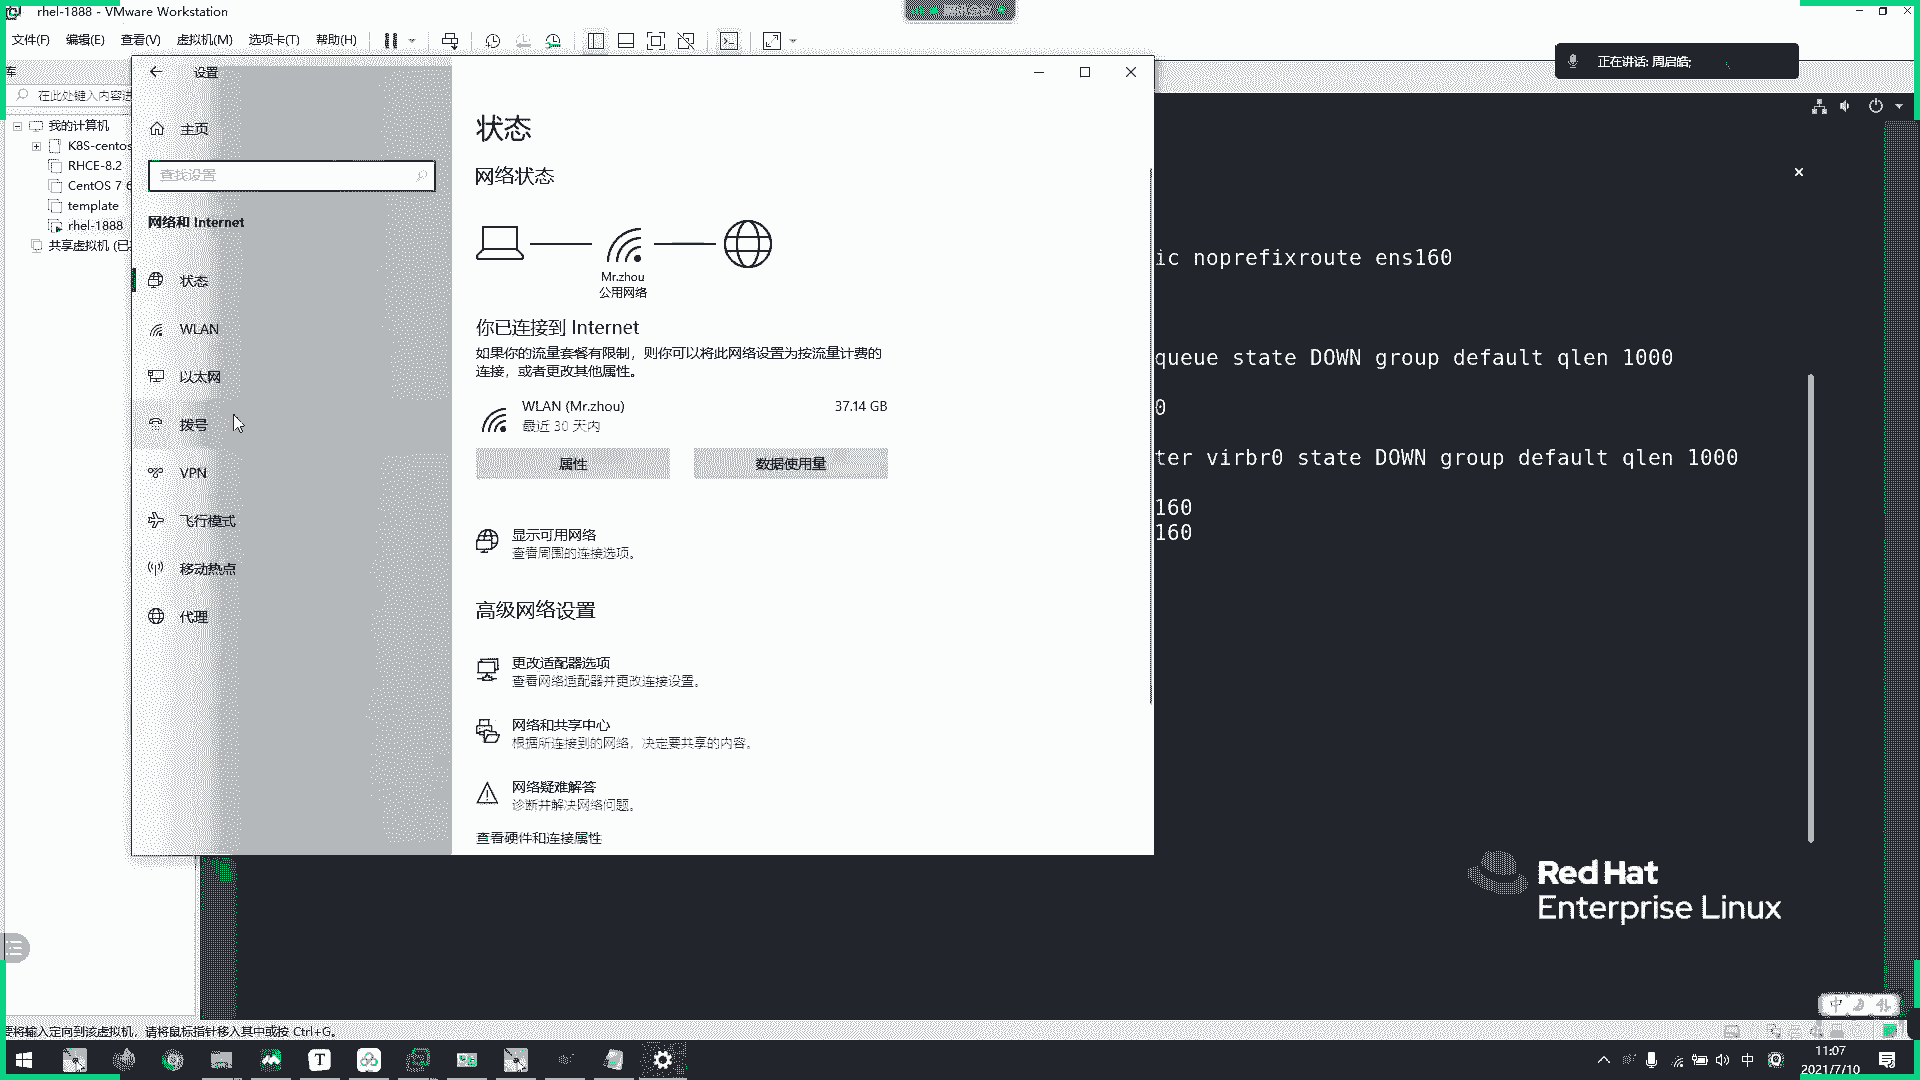 rhel-1888 - VMware Workstation
文件(F) 编辑(E) 查看(V) 虚拟机(M) 选项卡(T) 帮助(H)
正在讲话: 周启皓;
库
在此处键入内容进
我的计算机
K8S-centos
RHCE-8.2
CentOS 7 6
template
rhel-1888
共享虚拟机 (已
设置
主页
查找设置
网络和 Internet
状态
WLAN
以太网
拨号
VPN
飞行模式
移动热点
代理
状态
网络状态
Mr.zhou
公用网络
你已连接到 Internet
如果你的流量套餐有限制，则你可以将此网络设置为按流量计费的
连接，或者更改其他属性。
WLAN (Mr.zhou) 37.14 GB
最近 30 天内
属性 数据使用量
显示可用网络
查看周围的连接选项。
高级网络设置
更改适配器选项
查看网络适配器并更改连接设置。
网络和共享中心
根据所连接到的网络，决定要共享的内容。
网络疑难解答
诊断并解决网络问题。
查看硬件和连接属性
ic noprefixroute ens160
queue state DOWN group default qlen 1000
0
ter virbr0 state DOWN group default qlen 1000
160
160
Red Hat
Enterprise Linux
要将输入定向到该虚拟机，请将鼠标指针移入其中或按 Ctrl+G。
中
T
中
11:07
2021/7/10